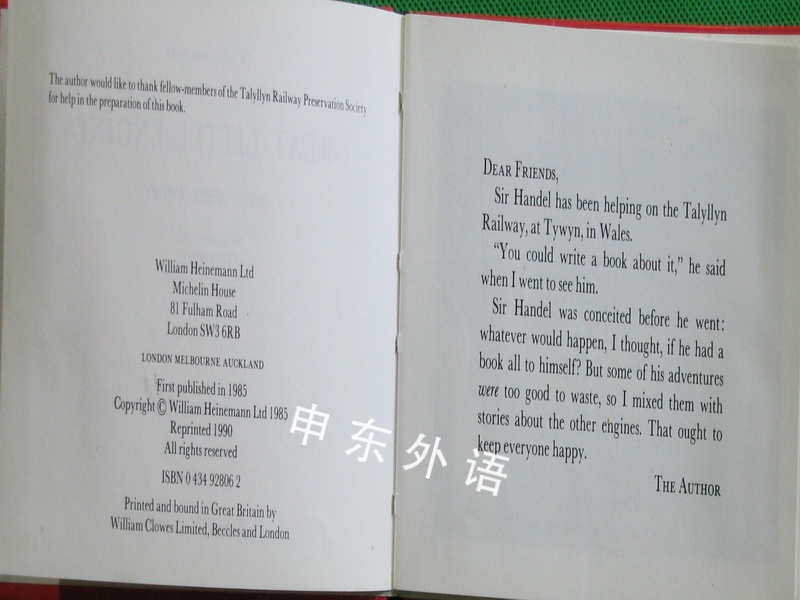 The author would like to thank fellow-members of the Talyllyn Railway Preservation Society
for help in the preparation of this book.
William Heinemann Ltd
Michelin House
81 Fulham Road
London SW3 6RB
LONDON MELBOURNE AUCKLAND
First published in 1985
Copyright © William Heinemann Ltd 1985
Reprinted 1990
All rights reserved
ISBN 0 434 92806 2
Printed and bound in Great Britain by
William Clowes Limited, Beccles and London
DEAR FRIENDS,
Sir Handel has been helping on the Talyllyn
Railway, at Tywyn, in Wales.
“You could write a book about it,” he said
when I went to see him.
Sir Handel was conceited before he went:
whatever would happen, I thought, if he had a
book all to himself? But some of his adventures
were too good to waste, so I mixed them with
stories about the other engines. That ought to
keep everyone happy.
THE AUTHOR
申东外语